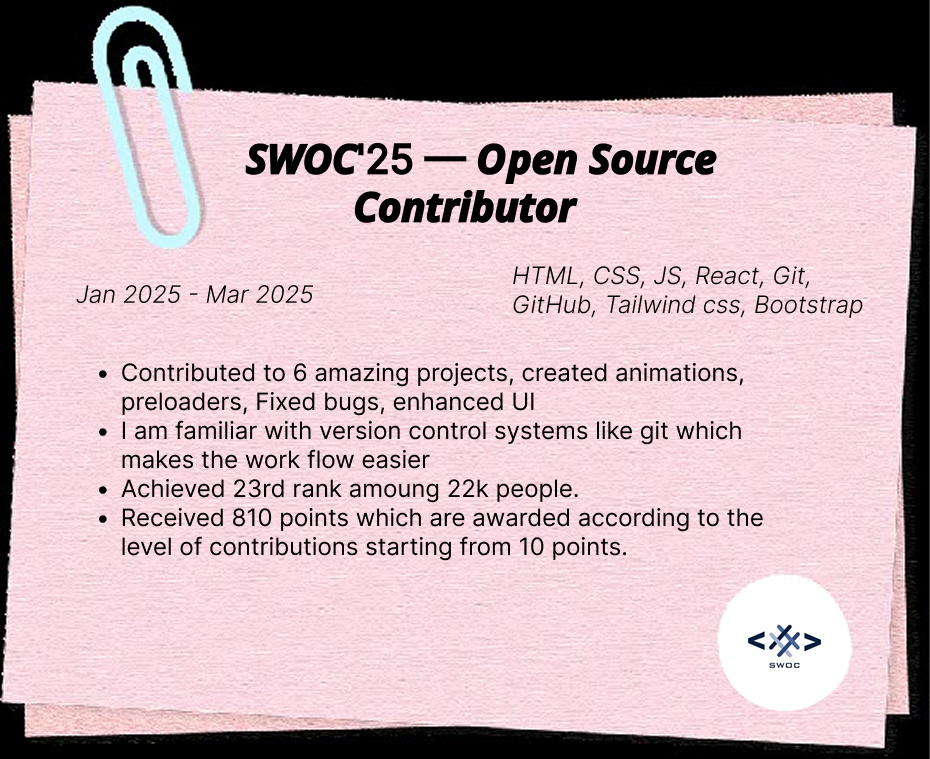 SWOC'25 — Open Source
Contributor
Jan 2025 - Mar 2025
HTML, CSS, JS, React, Git,
GitHub, Tailwind css, Bootstrap
• Contributed to 6 amazing projects, created animations,
preloaders, Fixed bugs, enhanced UI
• I am familiar with version control systems like git which
makes the work flow easier
• Achieved 23rd rank amoung 22k people.
• Received 810 points which are awarded according to the
level of contributions starting from 10 points.
SWOC